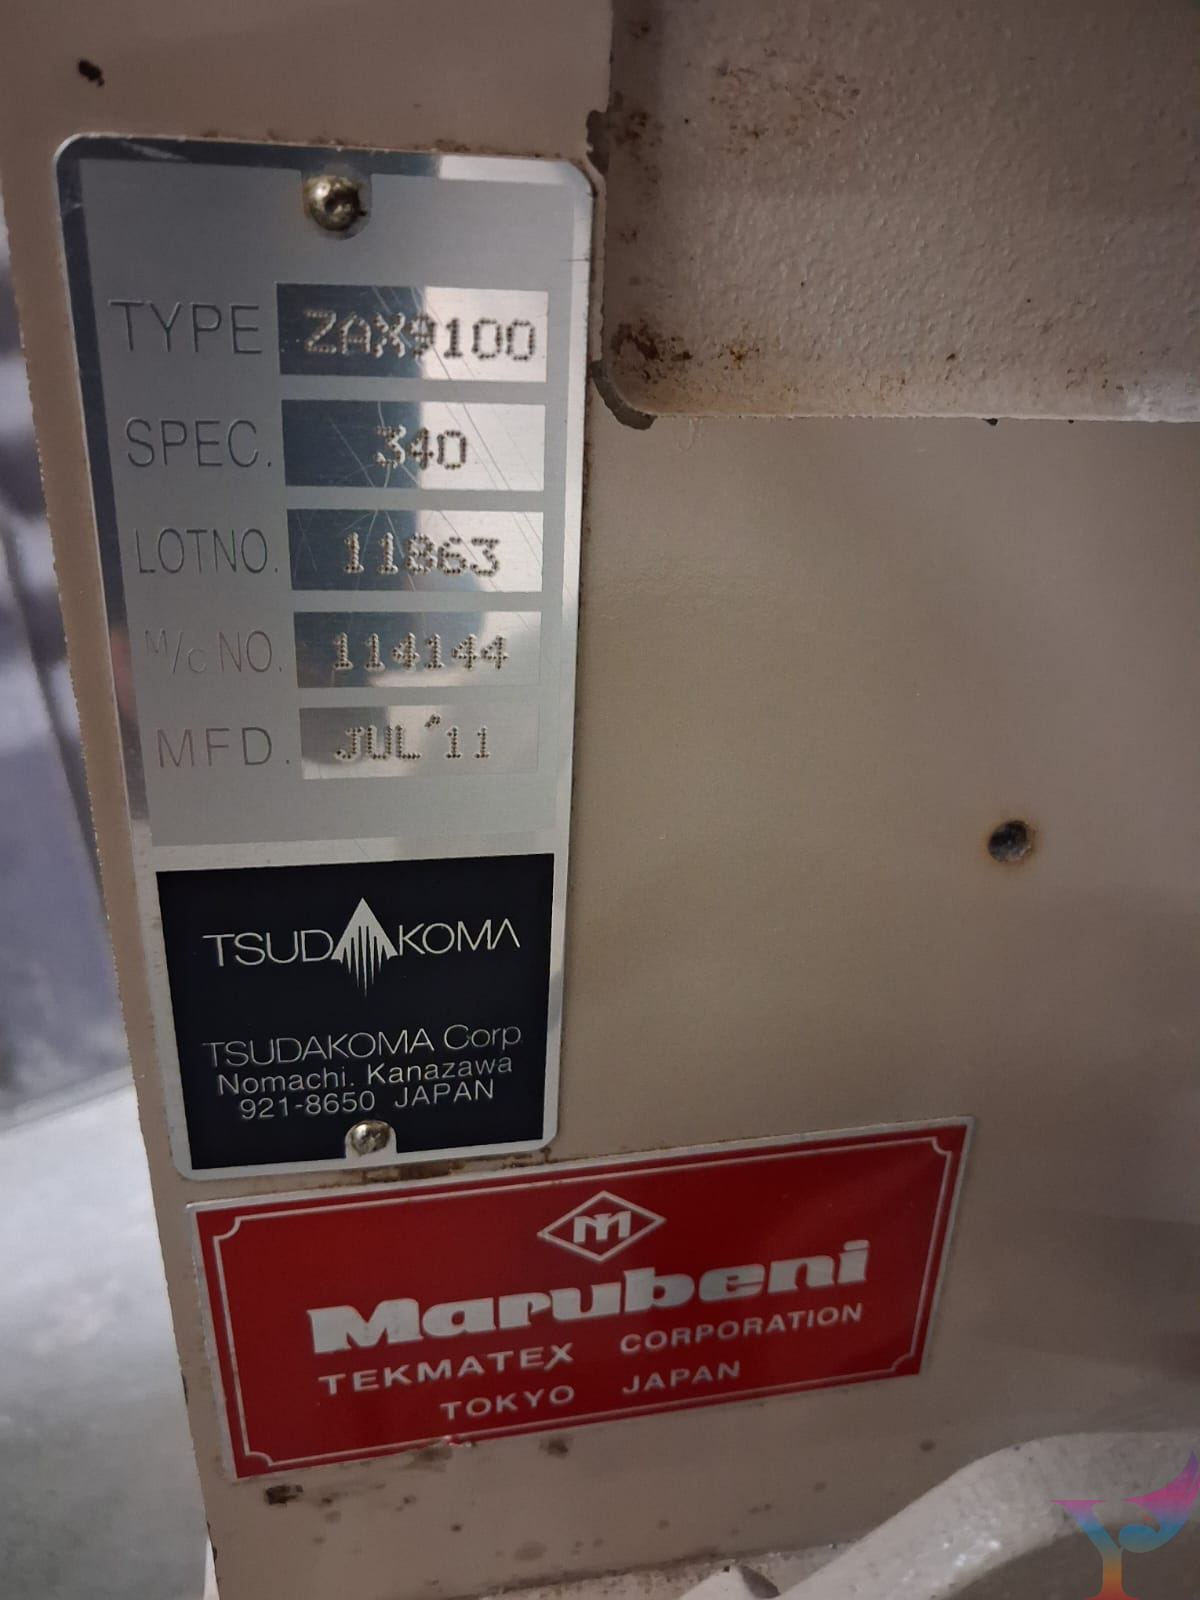 TYPE ZAX9100
SPEC. 340
LOTNO. 11863
M/C NO. 114144
MFD. JUL'11
TSUDAKOMA
TSUDAKOMA Corp.
Nomachi. Kanazawa
921-8650 JAPAN
Marubeni
TEKMATEX CORPORATION
TOKYO JAPAN